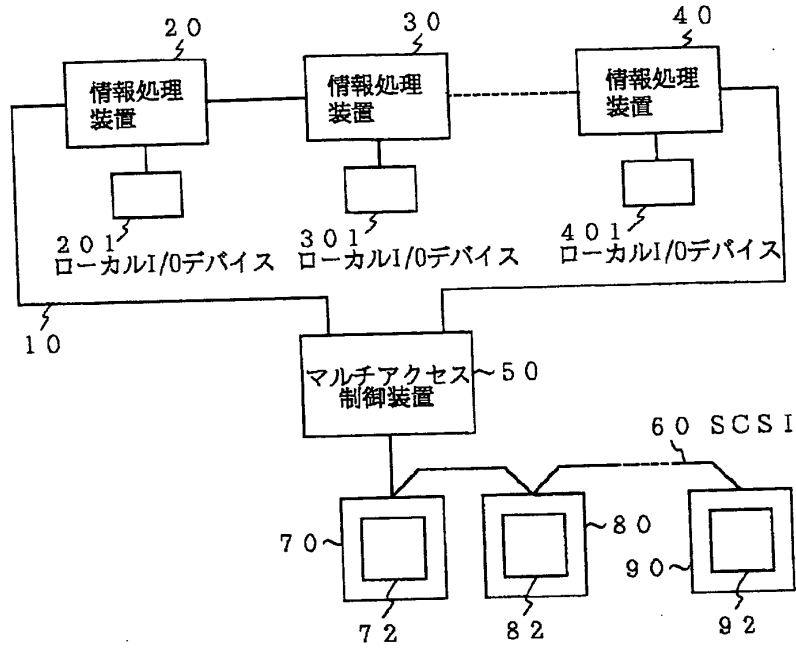 ２０
３０
４０
情報処理
装置
情報処理
装置
情報処理
装置
２０１
ローカルI/Oデバイス
３０１
ローカルI/Oデバイス
４０１
ローカルI/Oデバイス
１０
マルチアクセス
制御装置
５０
６０ ＳＣＳＩ
７０
８０
９０
７２
８２
９２